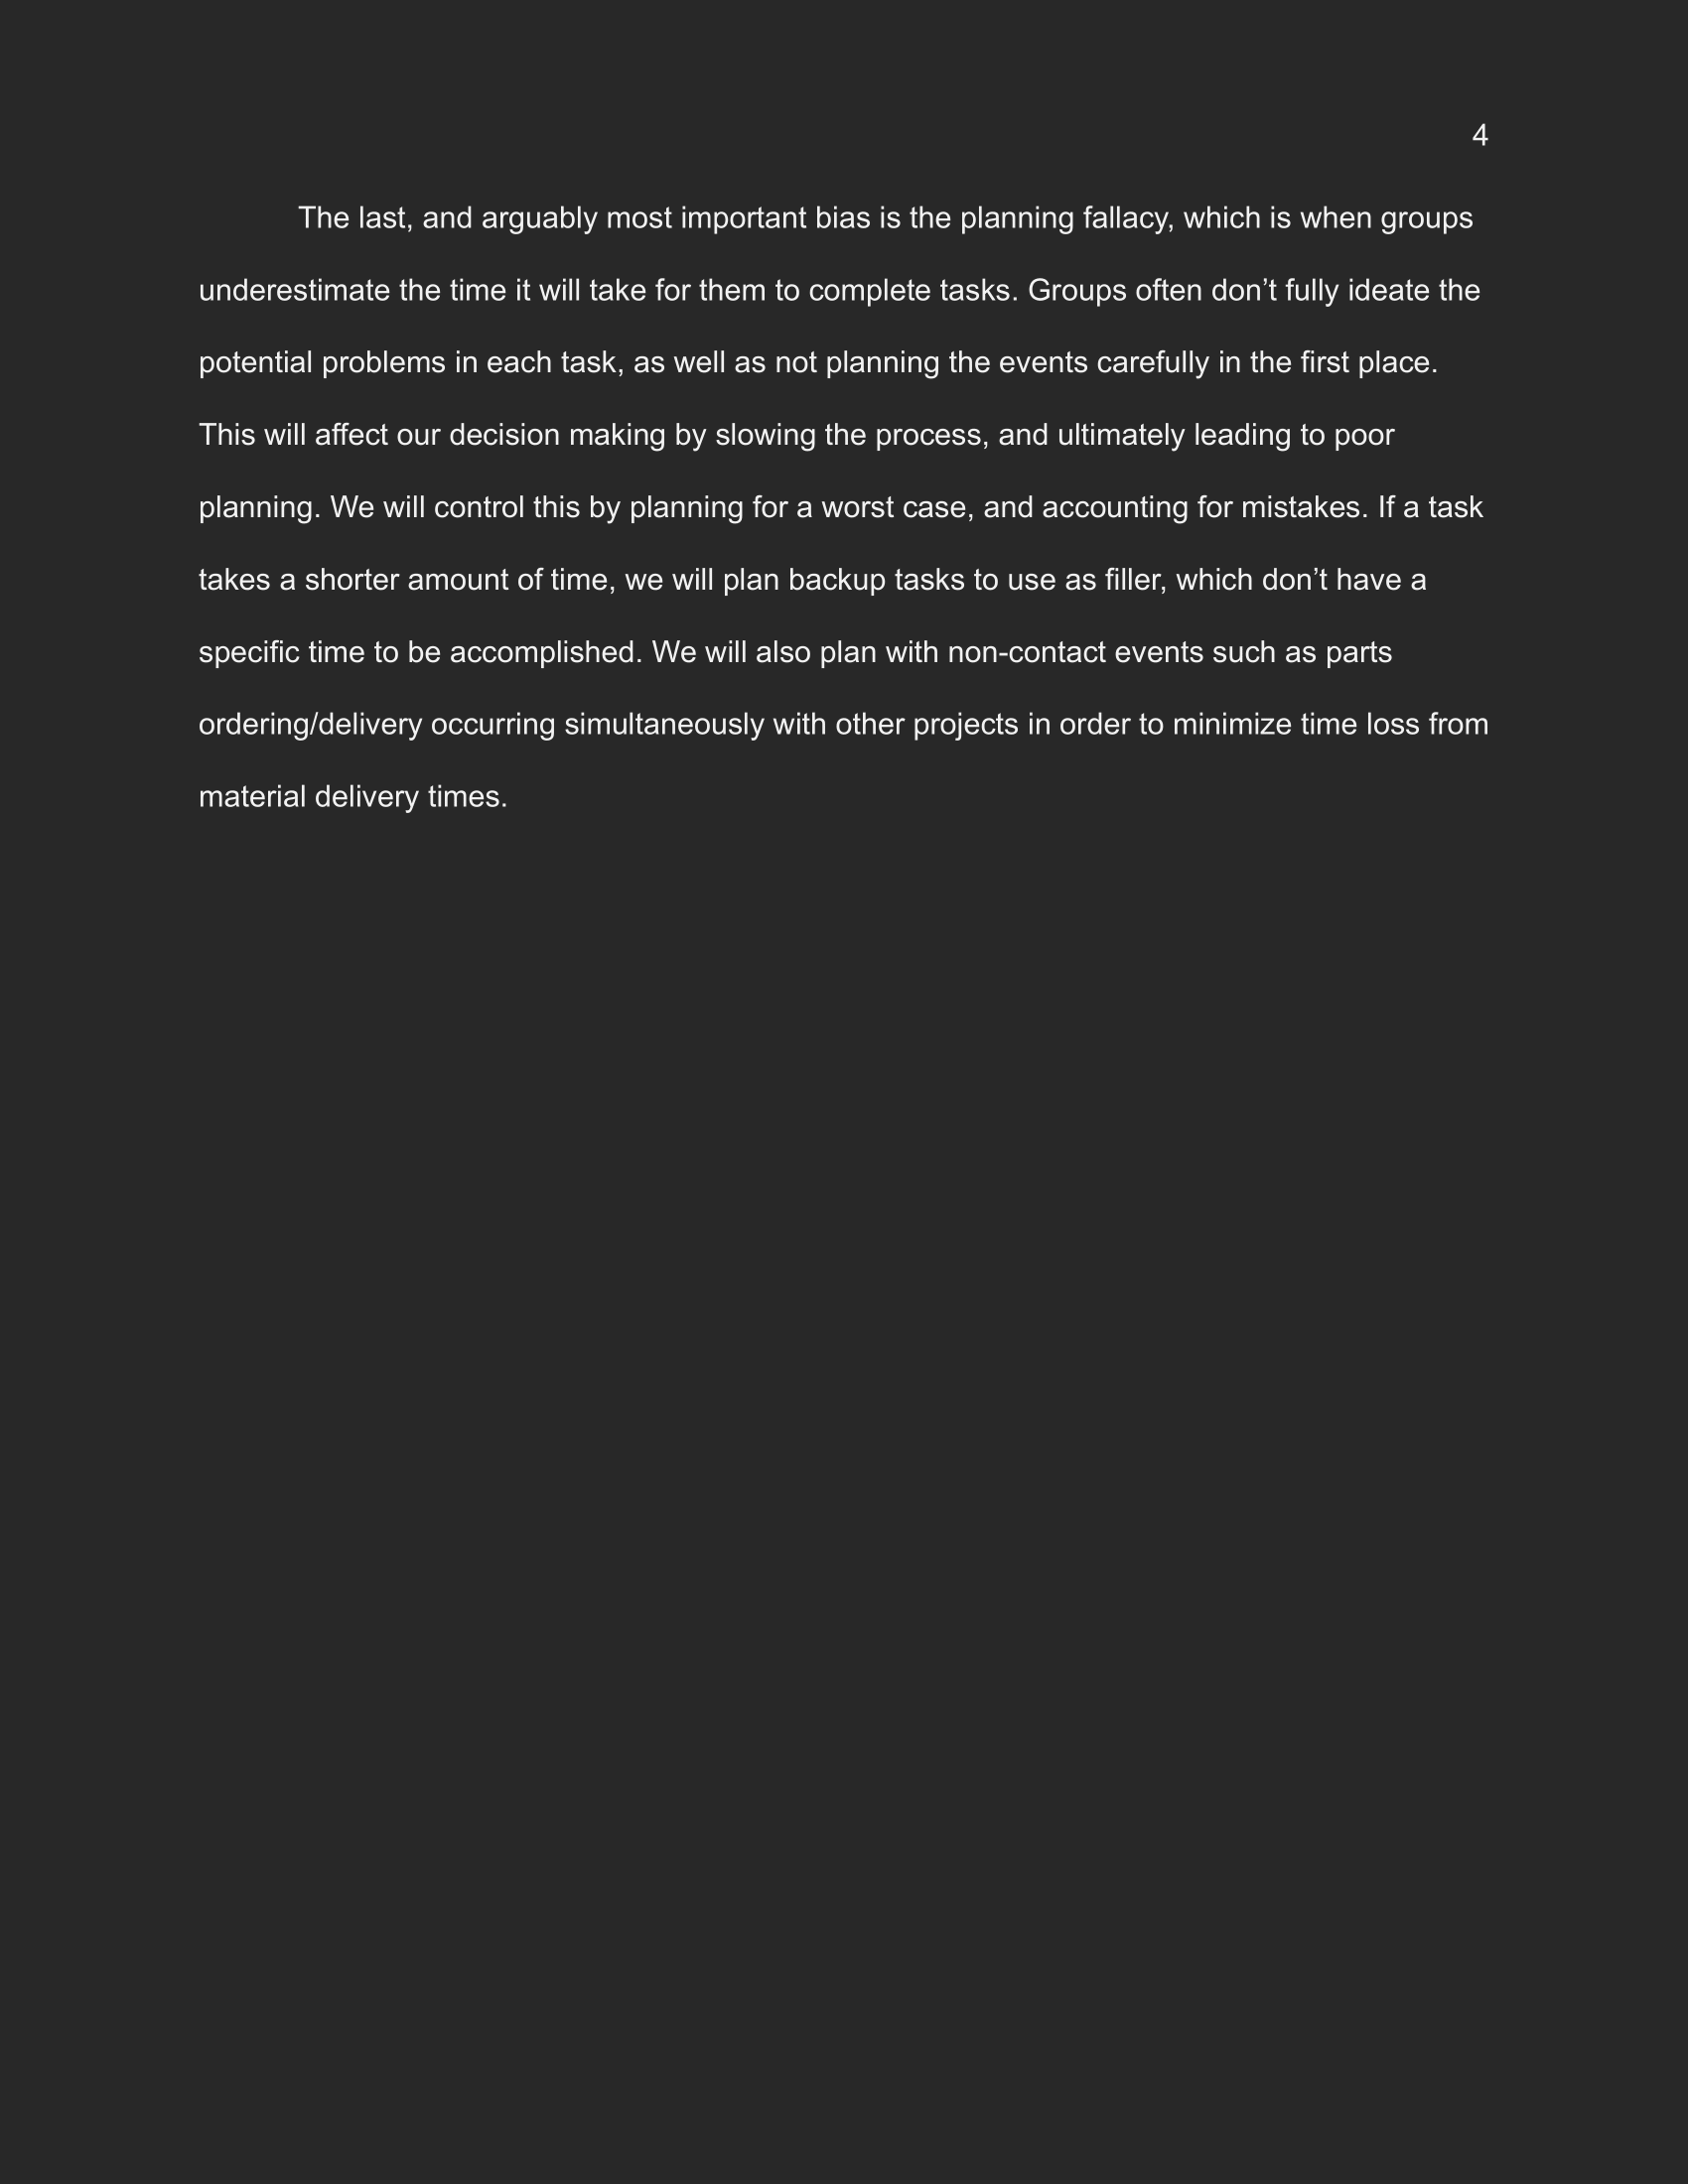 4
The last, and arguably most important bias is the planning fallacy, which is when groups
underestimate the time it will take for them to complete tasks. Groups often don’t fully ideate the
potential problems in each task, as well as not planning the events carefully in the first place.
This will affect our decision making by slowing the process, and ultimately leading to poor
planning. We will control this by planning for a worst case, and accounting for mistakes. If a task
takes a shorter amount of time, we will plan backup tasks to use as filler, which don’t have a
specific time to be accomplished. We will also plan with non-contact events such as parts
ordering/delivery occurring simultaneously with other projects in order to minimize time loss from
material delivery times.